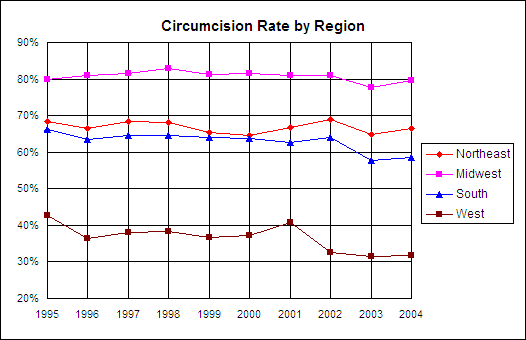 Circumcision Rate by Region
90%
80%
70%
60%
50%
40%
30%
20%
1995 1996 1997 1998 1999 2000 2001 2002 2003 2004
Northeast
Midwest
South
West